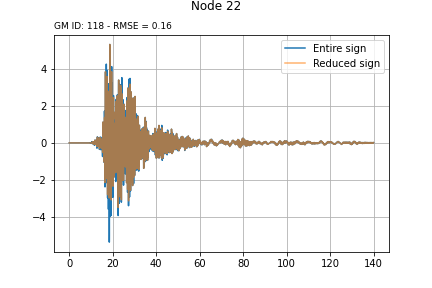 Node 22
GM ID: 118 - RMSE = 0.16
Entire sign
Reduced sign
4
2
0
−2
−4
0 20 40 60 80 100 120 140